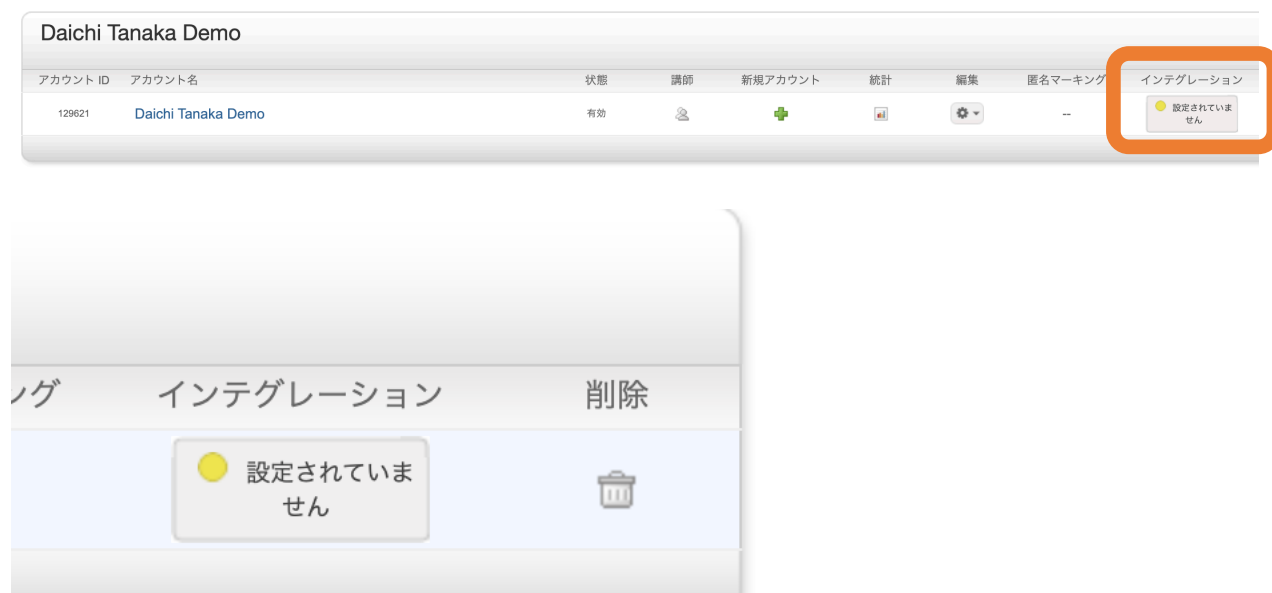 Daichi Tanaka Demo
アカウント ID アカウント名 状態 講師 新規アカウント 統計 編集 匿名マーキング インテグレーション
129621 Daichi Tanaka Demo 有効 -- 設定されていま
せん
ング インテグレーション 削除
設定されていま
せん